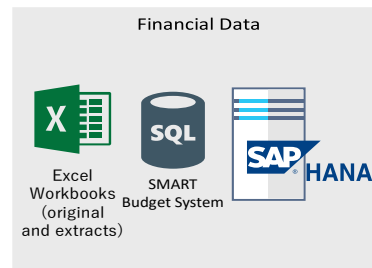 Financial Data
X
SQL
SAP
®
HANA
Excel
Workbooks
(original
and extracts)
SMART
Budget System